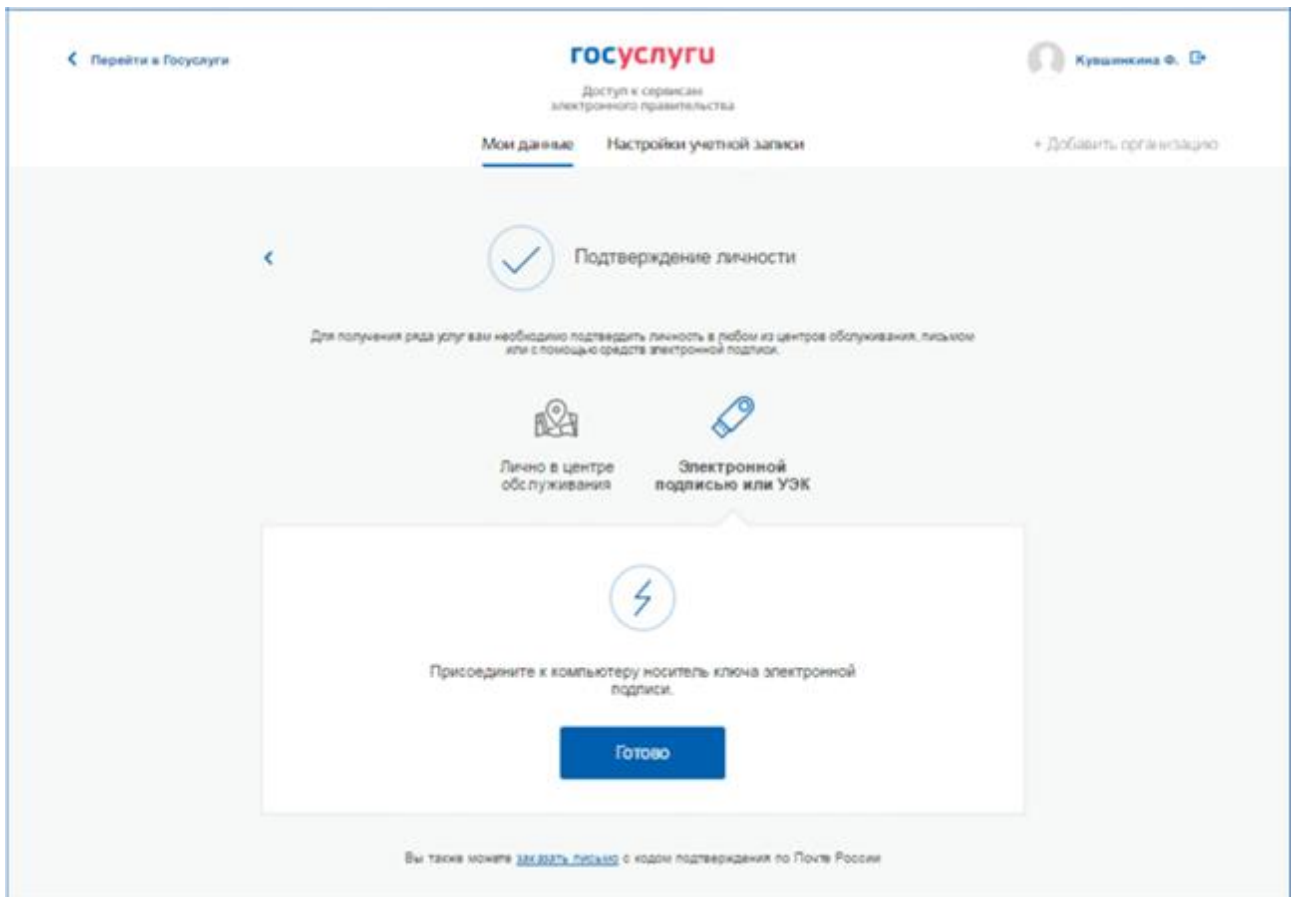 Перейти в Госуслуги
госуслуги
Кувшинкина Ф.
Доступ к сервисам
электронного правительства
Мои данные
Настройки учетной записи
+ Добавить организацию
Подтверждение личности
Для получения ряда услуг вам необходимо подтвердить личность в любом из центров обслуживания, письмом
или с помощью средств электронной подписи.
Лично в центре
обслуживания
Электронной
подписью или УЭК
Присоедините к компьютеру носитель ключа электронной
подписи.
Готово
Вы также можете заказать письмо с кодом подтверждения по Почте России